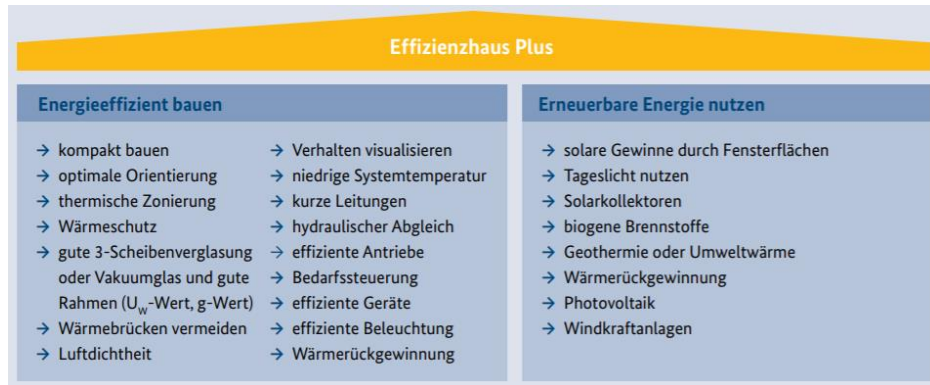 Effizienzhaus Plus
Energieeffizient bauen
→ kompakt bauen
→ optimale Orientierung
→ thermische Zonierung
→ Wärmeschutz
→ gute 3-Scheibenverglasung
oder Vakuumglas und gute
Rahmen (Uw-Wert, g-Wert)
→ Wärmebrücken vermeiden
→ Luftdichtheit
→ Verhalten visualisieren
→ niedrige Systemtemperatur
→ kurze Leitungen
→ hydraulischer Abgleich
→ effiziente Antriebe
→ Bedarfssteuerung
→ effiziente Geräte
→ effiziente Beleuchtung
→ Wärmerückgewinnung
Erneuerbare Energie nutzen
→ solare Gewinne durch Fensterflächen
→ Tageslicht nutzen
→ Solarkollektoren
→ biogene Brennstoffe
→ Geothermie oder Umweltwärme
→ Wärmerückgewinnung
→ Photovoltaik
→ Windkraftanlagen